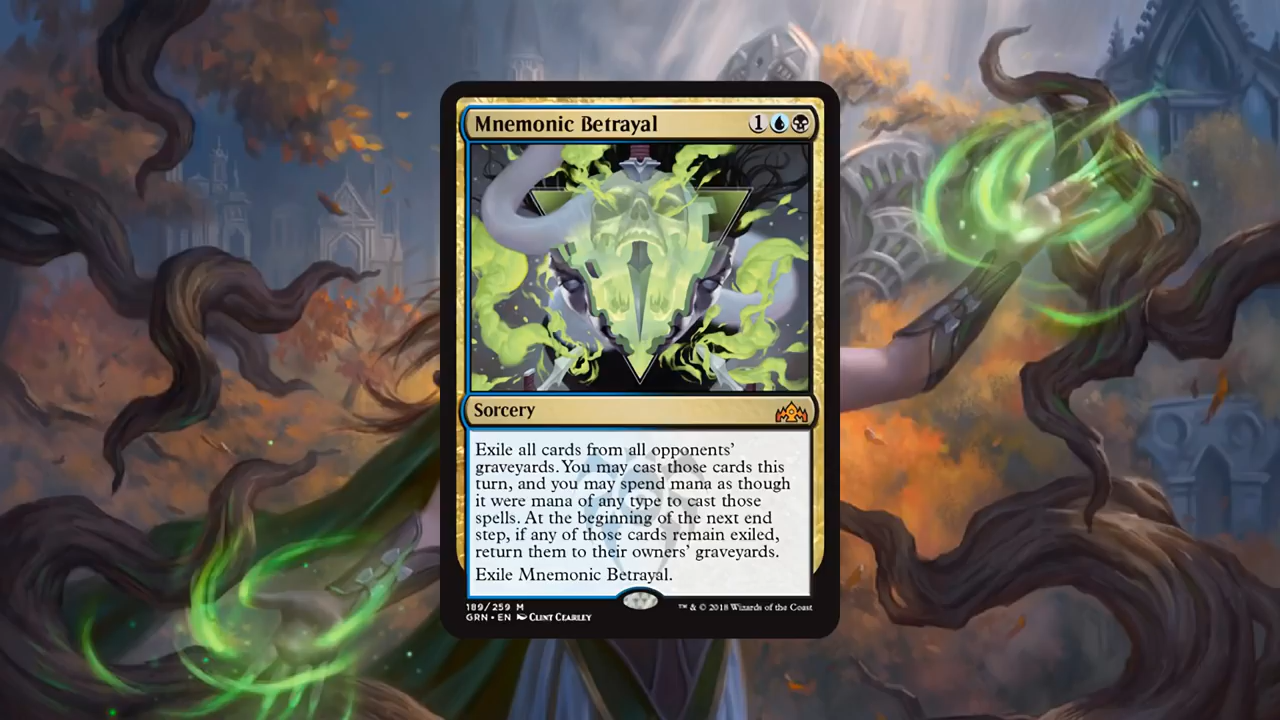 Mnemonic Betrayal 1
Sorcery
Exile all cards from all opponents’
graveyards. You may cast those cards this
turn, and you may spend mana as though
it were mana of any type to cast those
spells. At the beginning of the next end
step, if any of those cards remain exiled,
return them to their owners’ graveyards.
Exile Mnemonic Betrayal.
189/259 M
GRN • EN Clint Cearley
™ & © 2018 Wizards of the Coast